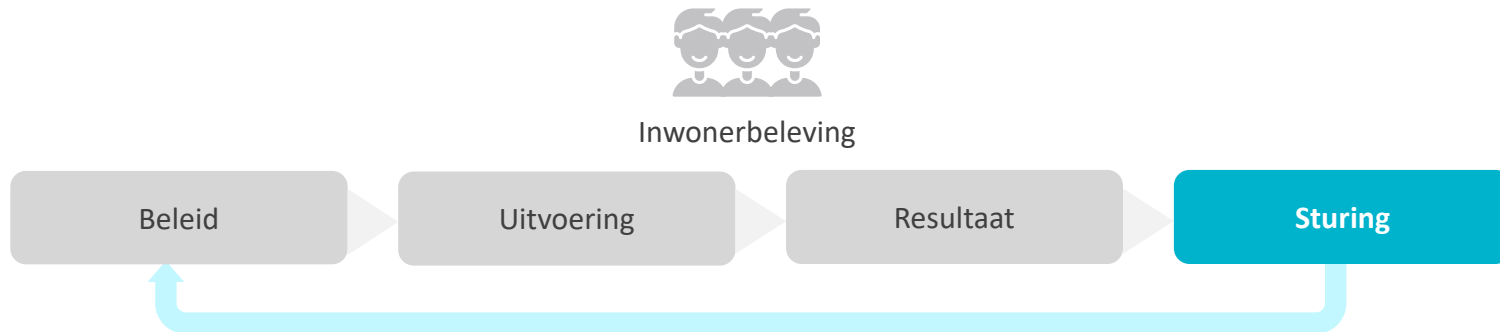 Inwonerbeleving
Beleid
Uitvoering
Resultaat
Sturing